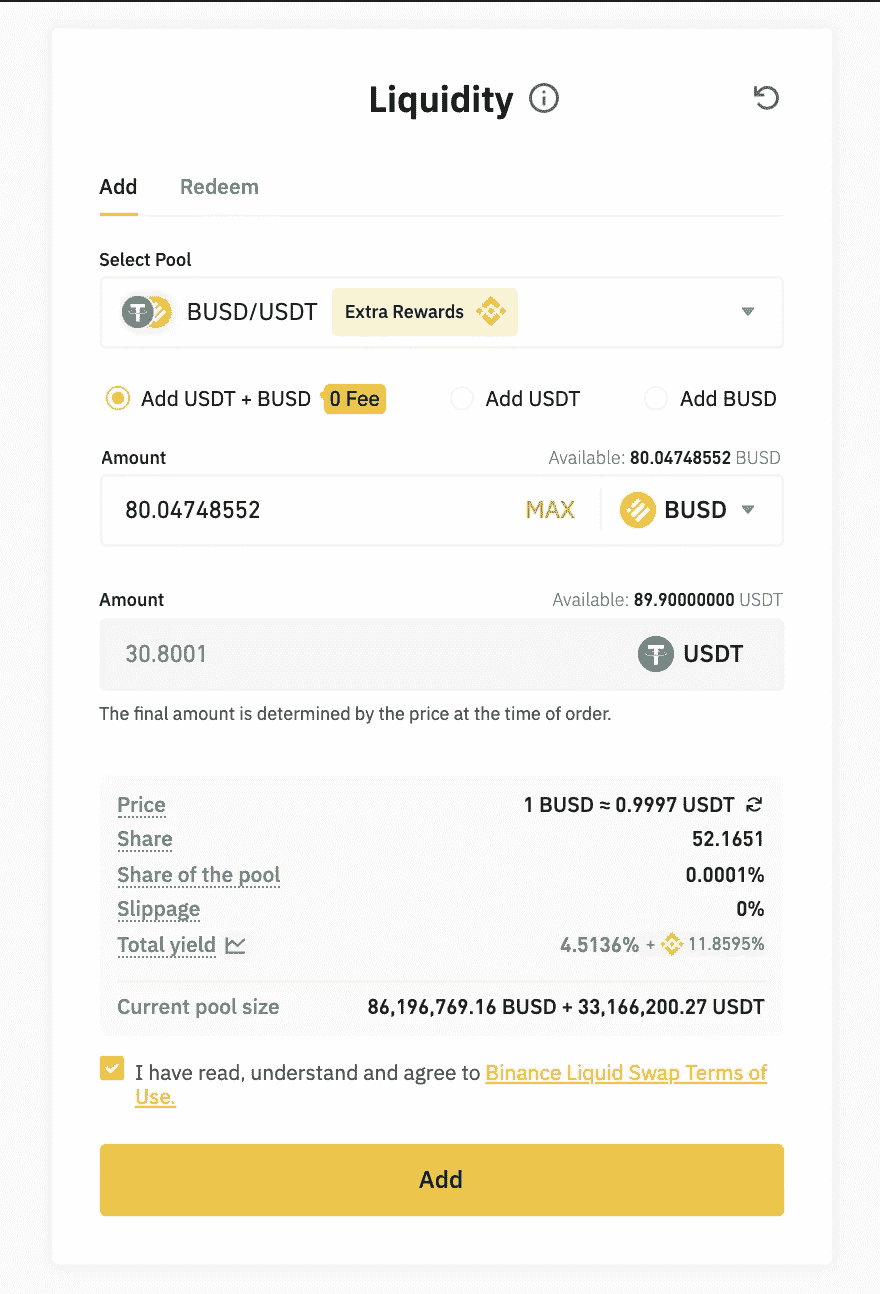 Liquidity
Add Redeem
Select Pool
BUSD/USDT Extra Rewards
Add USDT + BUSD 0 Fee Add USDT Add BUSD
Amount Available: 80.04748552 BUSD
80.04748552 MAX BUSD
Amount Available: 89.90000000 USDT
30.8001 USDT
The final amount is determined by the price at the time of order.
Price 1 BUSD ≈ 0.9997 USDT
Share 52.1651
Share of the pool 0.0001%
Slippage 0%
Total yield 4.5136% + 11.8595%
Current pool size 86,196,769.16 BUSD + 33,166,200.27 USDT
I have read, understand and agree to Binance Liquid Swap Terms of
Use.
Add